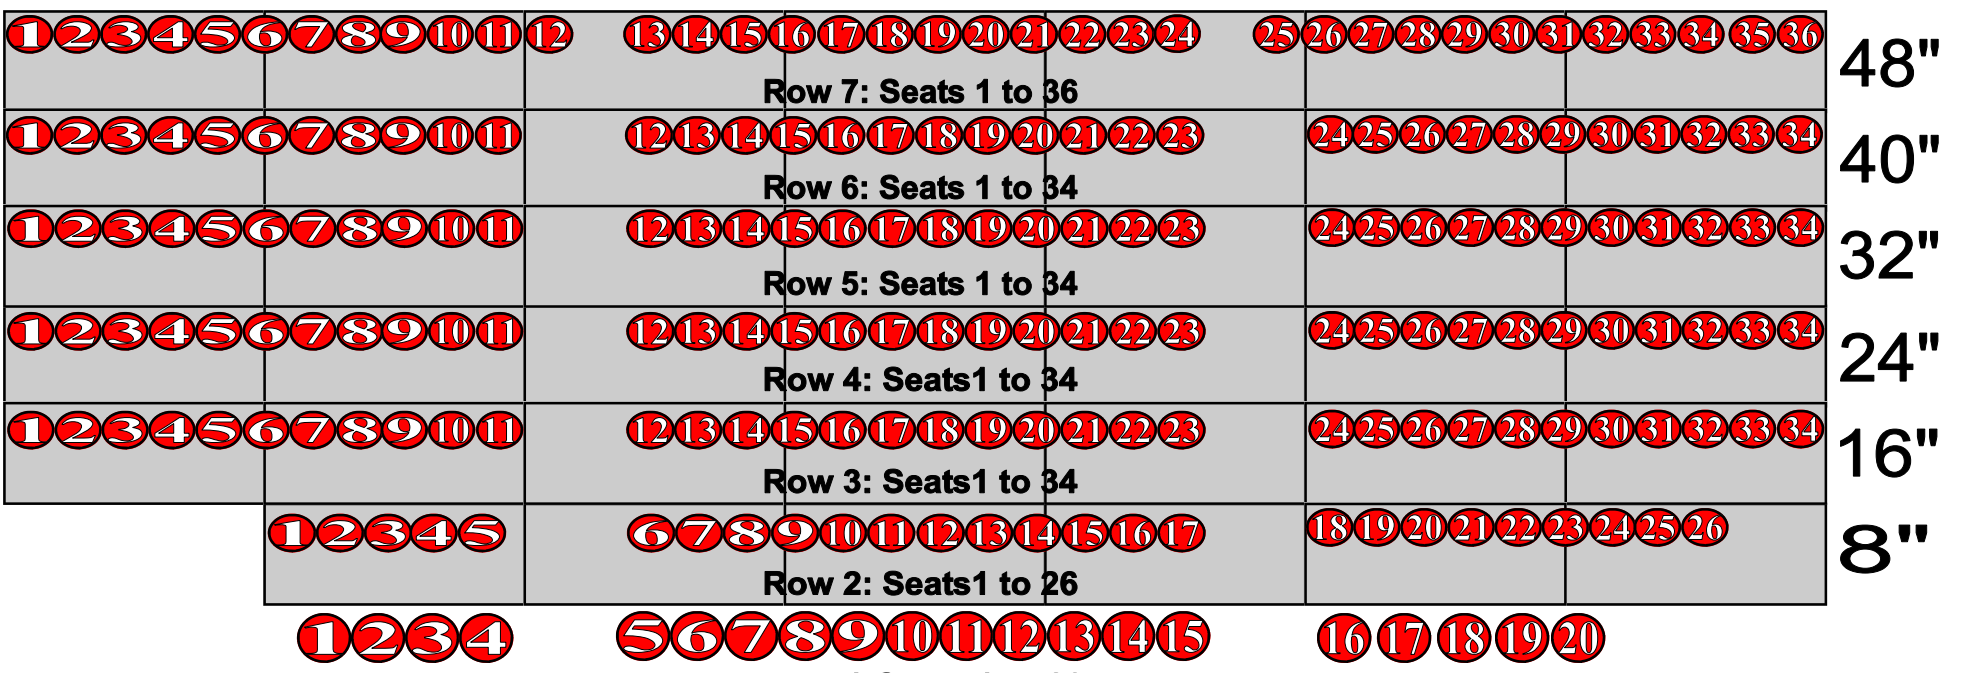 1 2 3 4 5 6 7 8 9 10 11 12 13 14 15 16 17 18 19 20 21 22 23 24 25 26 27 28 29 30 31 32 33 34 35 36
48"
Row 7: Seats 1 to 36
1 2 3 4 5 6 7 8 9 10 11 12 13 14 15 16 17 18 19 20 21 22 23 24 25 26 27 28 29 30 31 32 33 34
40"
Row 6: Seats 1 to 34
1 2 3 4 5 6 7 8 9 10 11 12 13 14 15 16 17 18 19 20 21 22 23 24 25 26 27 28 29 30 31 32 33 34
32"
Row 5: Seats 1 to 34
1 2 3 4 5 6 7 8 9 10 11 12 13 14 15 16 17 18 19 20 21 22 23 24 25 26 27 28 29 30 31 32 33 34
24"
Row 4: Seats1 to 34
1 2 3 4 5 6 7 8 9 10 11 12 13 14 15 16 17 18 19 20 21 22 23 24 25 26 27 28 29 30 31 32 33 34
16"
Row 3: Seats1 to 34
1 2 3 4 5 6 7 8 9 10 11 12 13 14 15 16 17 18 19 20 21 22 23 24 25 26
8"
Row 2: Seats1 to 26
1 2 3 4 5 6 7 8 9 10 11 12 13 14 15 16 17 18 19 20